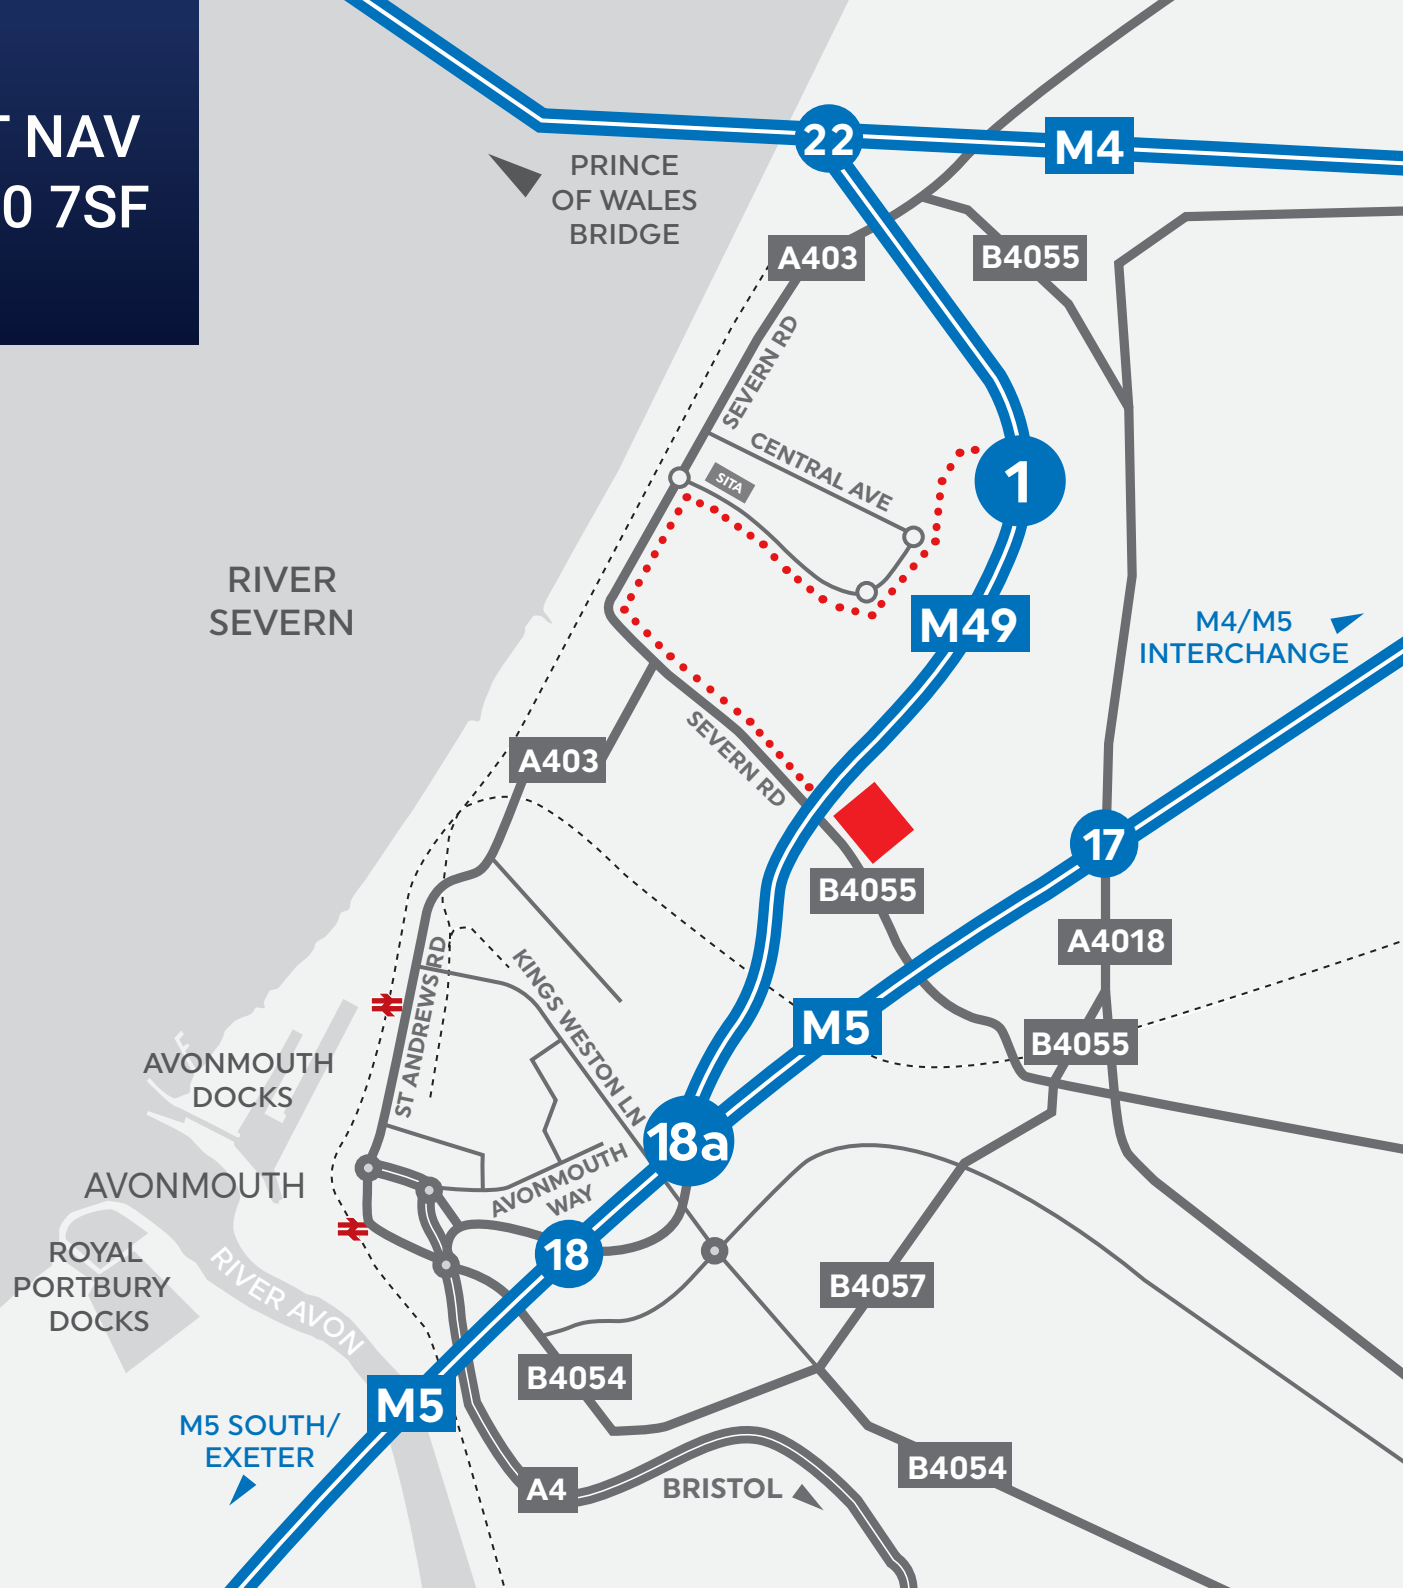 T NAV
0 7SF
22
M4
PRINCE
OF WALES
BRIDGE
A403
B4055
SEVERN RD
CENTRAL AVE
SITA
1
RIVER
SEVERN
M49
M4/M5
INTERCHANGE
SEVERN RD
A403
17
B4055
A4018
KINGS WESTON LN
ST ANDREWS RD
M5
B4055
AVONMOUTH
DOCKS
18a
AVONMOUTH
AVONMOUTH
WAY
18
ROYAL
PORTBURY
DOCKS
RIVER AVON
B4057
B4054
M5
M5 SOUTH/
EXETER
B4054
A4
BRISTOL